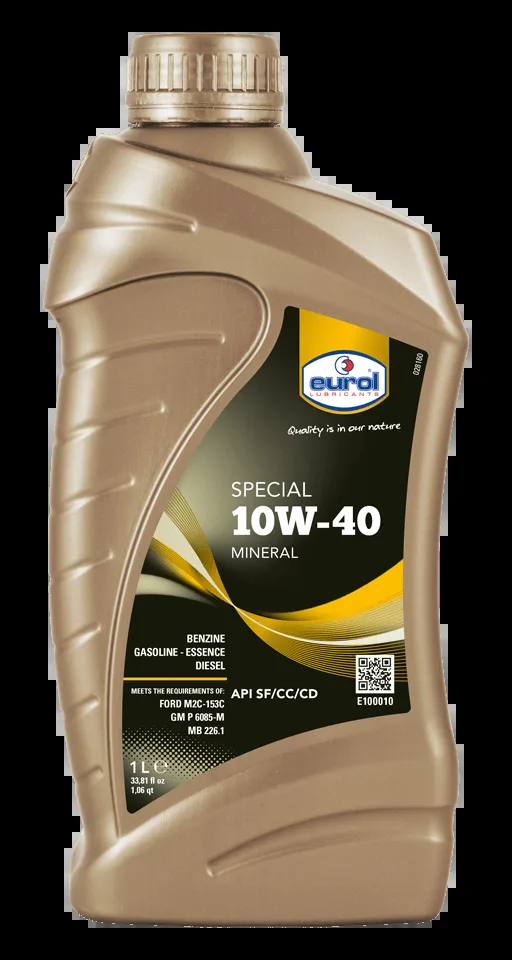 eurol
LUBRICANTS
®
Quality is in our nature
028160
SPECIAL
10W-40
MINERAL
BENZINE
GASOLINE - ESSENCE
DIESEL
MEETS THE REQUIREMENTS OF:
FORD M2C-153C
GM P 6085-M
MB 226.1
API SF/CC/CD
E100010
1 L ℮
33,81 fl oz
1,06 qt